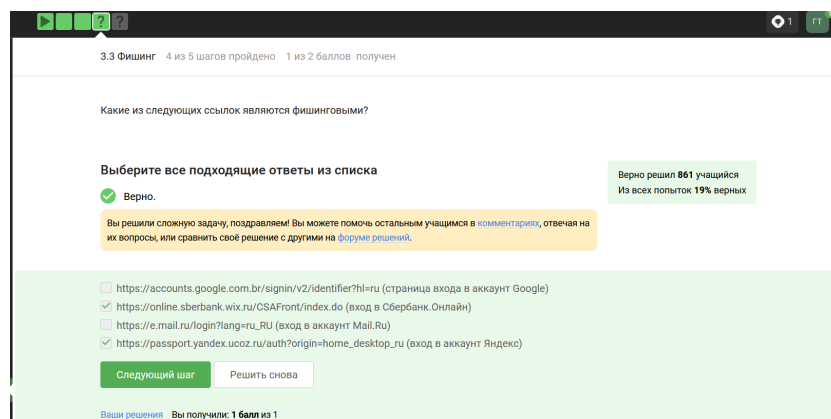 ? ?
1
ГТ
3.3 Фишинг 4 из 5 шагов пройдено 1 из 2 баллов получен
Какие из следующих ссылок являются фишинговыми?
Выберите все подходящие ответы из списка
Верно.
Вы решили сложную задачу, поздравляем! Вы можете помочь остальным учащимся в комментариях, отвечая на
их вопросы, или сравнить своё решение с другими на форуме решений.
Верно решил 861 учащийся
Из всех попыток 19% верных
https://accounts.google.com.br/signin/v2/identifier?hl=ru (страница входа в аккаунт Google)
https://online.sberbank.wix.ru/CSAFront/index.do (вход в Сбербанк.Онлайн)
https://e.mail.ru/login?lang=ru_RU (вход в аккаунт Mail.Ru)
https://passport.yandex.ucoz.ru/auth?origin=home_desktop_ru (вход в аккаунт Яндекс)
Следующий шаг Решить снова
Ваши решения Вы получили: 1 балл из 1